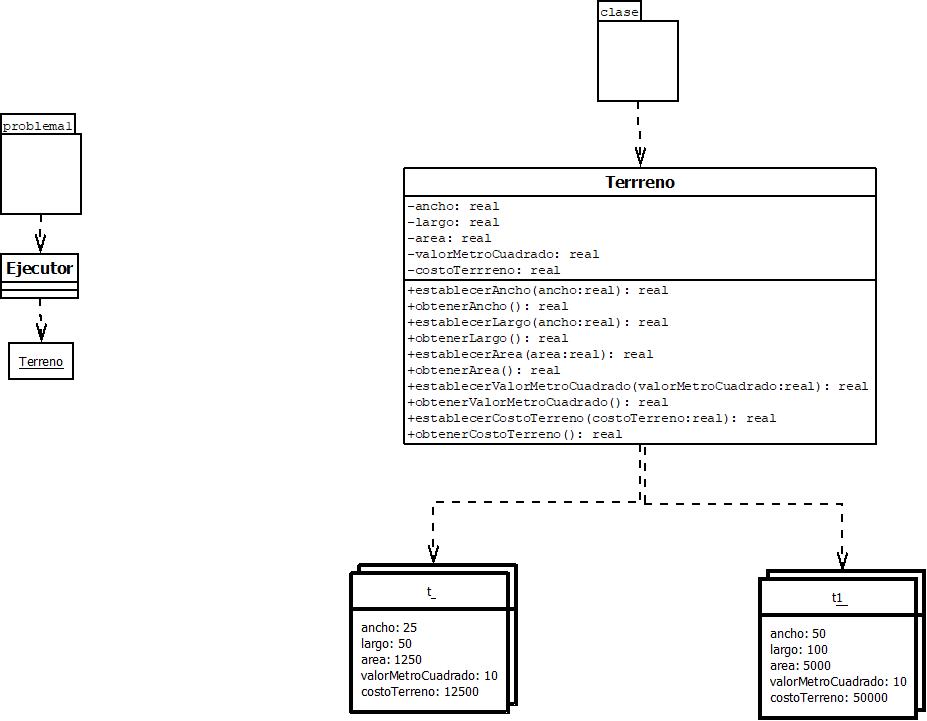 clase
problema1
Ejecutor
Terreno
Terrreno
-ancho: real
-largo: real
-area: real
-valorMetroCuadrado: real
-costoTerrreno: real
+establecerAncho(ancho:real): real
+obtenerAncho(): real
+establecerLargo(ancho:real): real
+obtenerLargo(): real
+establecerArea(area:real): real
+obtenerArea(): real
+establecerValorMetroCuadrado(valorMetroCuadrado:real): real
+obtenerValorMetroCuadrado(): real
+establecerCostoTerreno(costoTerreno:real): real
+obtenerCostoTerreno(): real
t_
ancho: 25
largo: 50
area: 1250
valorMetroCuadrado: 10
costoTerreno: 12500
t1
ancho: 50
largo: 100
area: 5000
valorMetroCuadrado: 10
costoTerreno: 50000